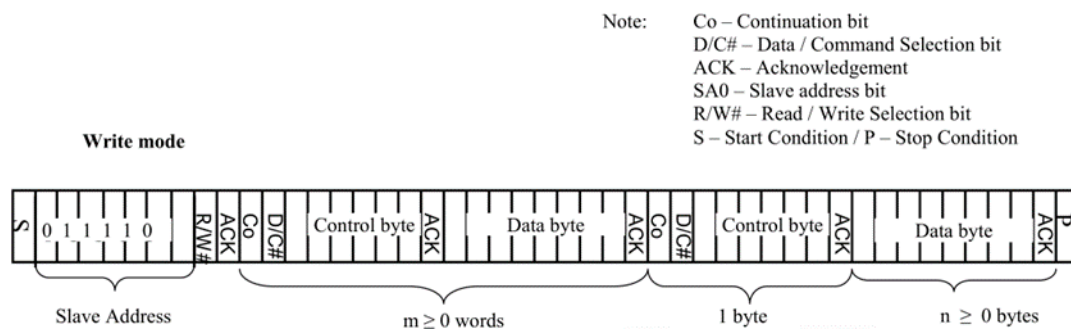 Note: Co – Continuation bit
D/C# – Data / Command Selection bit
ACK – Acknowledgement
SA0 – Slave address bit
R/W# – Read / Write Selection bit
S – Start Condition / P – Stop Condition
Write mode
S 0 1 1 1 1 0 R/W# ACK Co D/C# Control byte ACK Data byte ACK Co D/C# Control byte ACK Data byte ACK P
Slave Address m ≥ 0 words 1 byte n ≥ 0 bytes